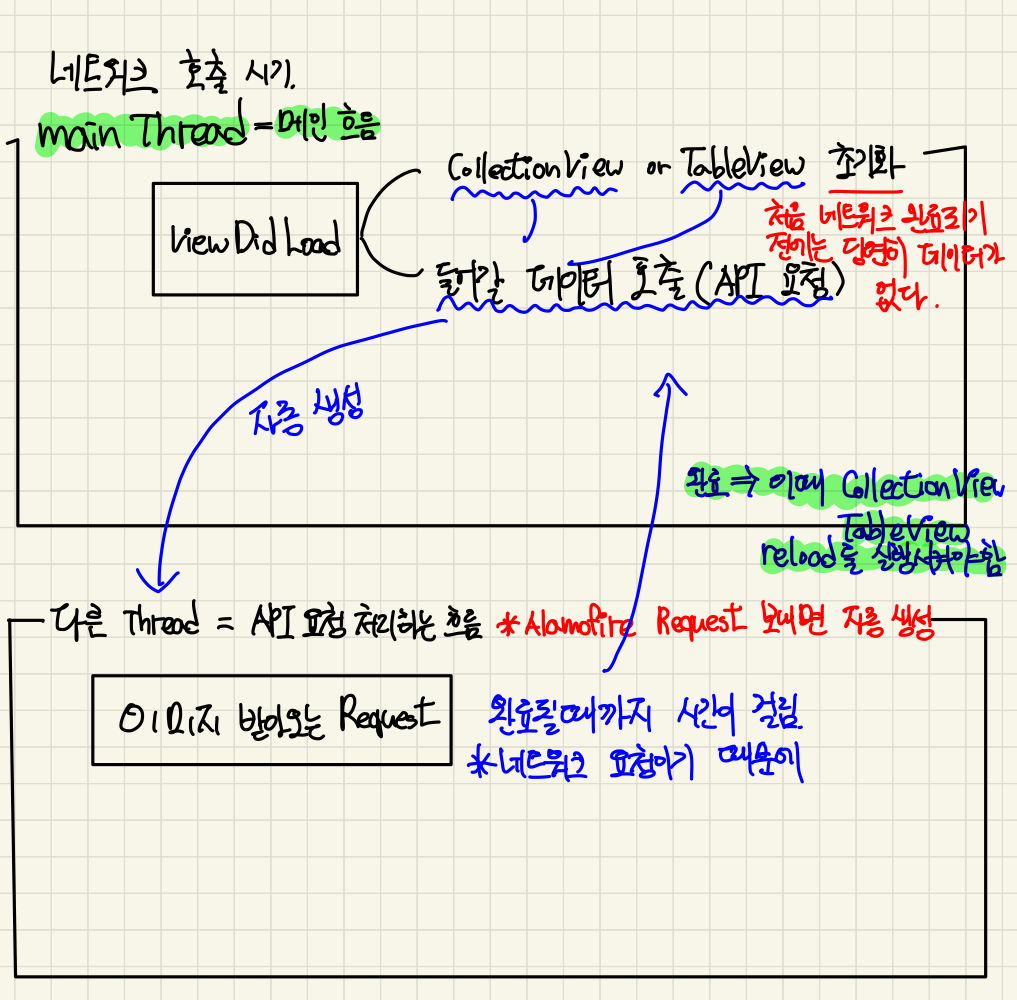 네트워크 호출 시기.
main Thread = 메인 흐름
CollectionView or TableView 초기화
처음 네트워크 완료되기
전에는 당연히 데이터가
없다.
ViewDidLoad
들어갈 데이터 호출 (API 요청)
자동 생성
완료 ⇒ 이때 CollectionView
TableView
reload를 실행시켜야함
다른 Thread = API 요청 처리하는 흐름 *Alamofire Request 보내면 자동 생성
이미지 받아오는 Request
완료될때까지 시간이 걸림
*네트워크 요청이기 때문에